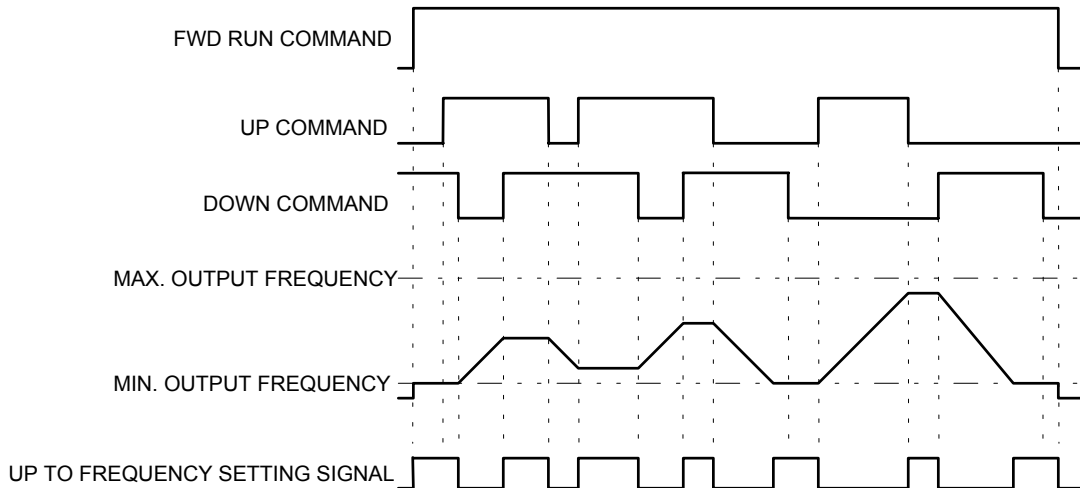 FWD RUN COMMAND
UP COMMAND
DOWN COMMAND
MAX. OUTPUT FREQUENCY
MIN. OUTPUT FREQUENCY
UP TO FREQUENCY SETTING SIGNAL